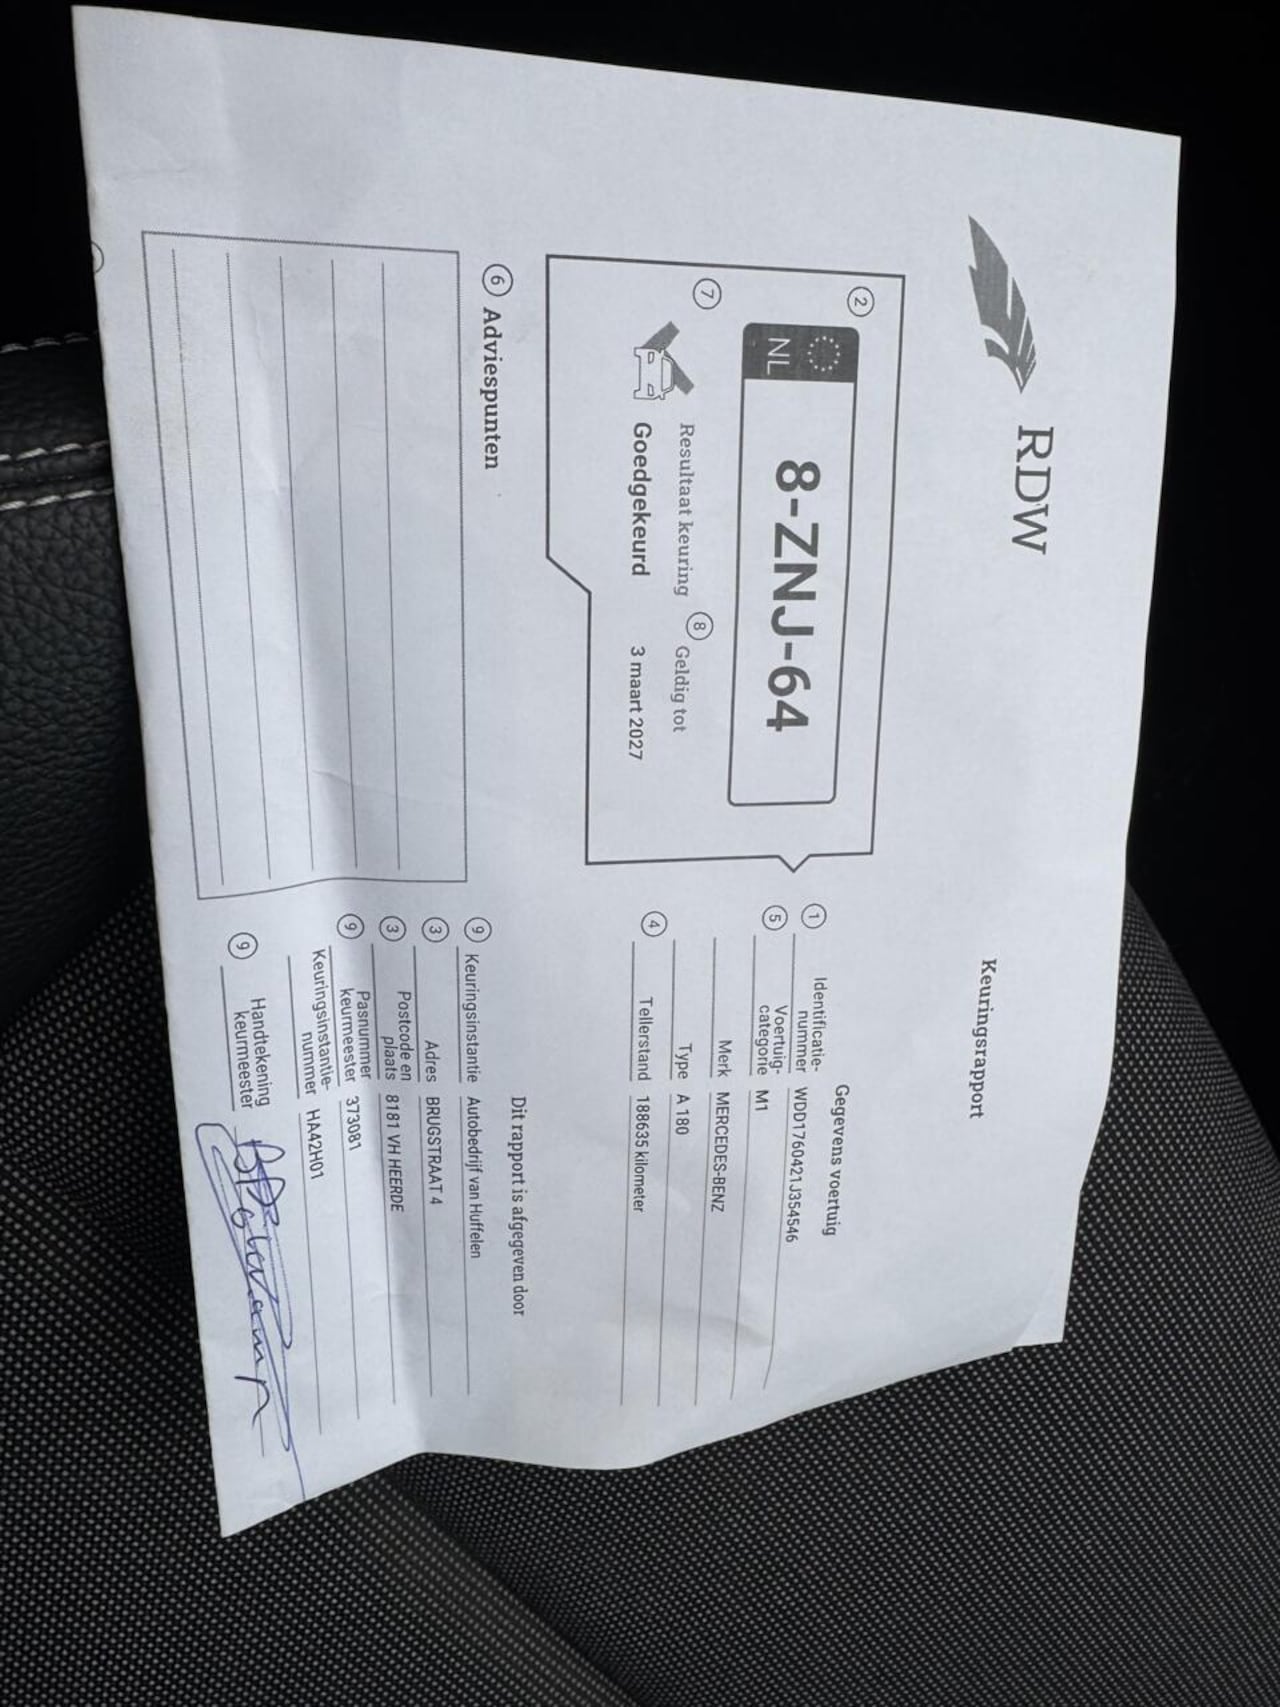 RDW
Keuringsrapport
2
NL
8-ZNJ-64
7
Resultaat keuring
Goedgekeurd
8
Geldig tot
3 maart 2027
Gegevens voertuig
1 Identificatie-
nummer WDD1760421J354546
5 Voertuig-
categorie M1
Merk MERCEDES-BENZ
Type A 180
4 Tellerstand 188635 kilometer
6 Adviespunten
Dit rapport is afgegeven door
9 Keuringsinstantie Autobedrijf van Huffelen
3 Adres BRUGSTRAAT 4
3 Postcode en
plaats 8181 VH HEERDE
9 Pasnummer
keurmeester 373081
Keuringsinstantie-
nummer HA42H01
9 Handtekening
keurmeester